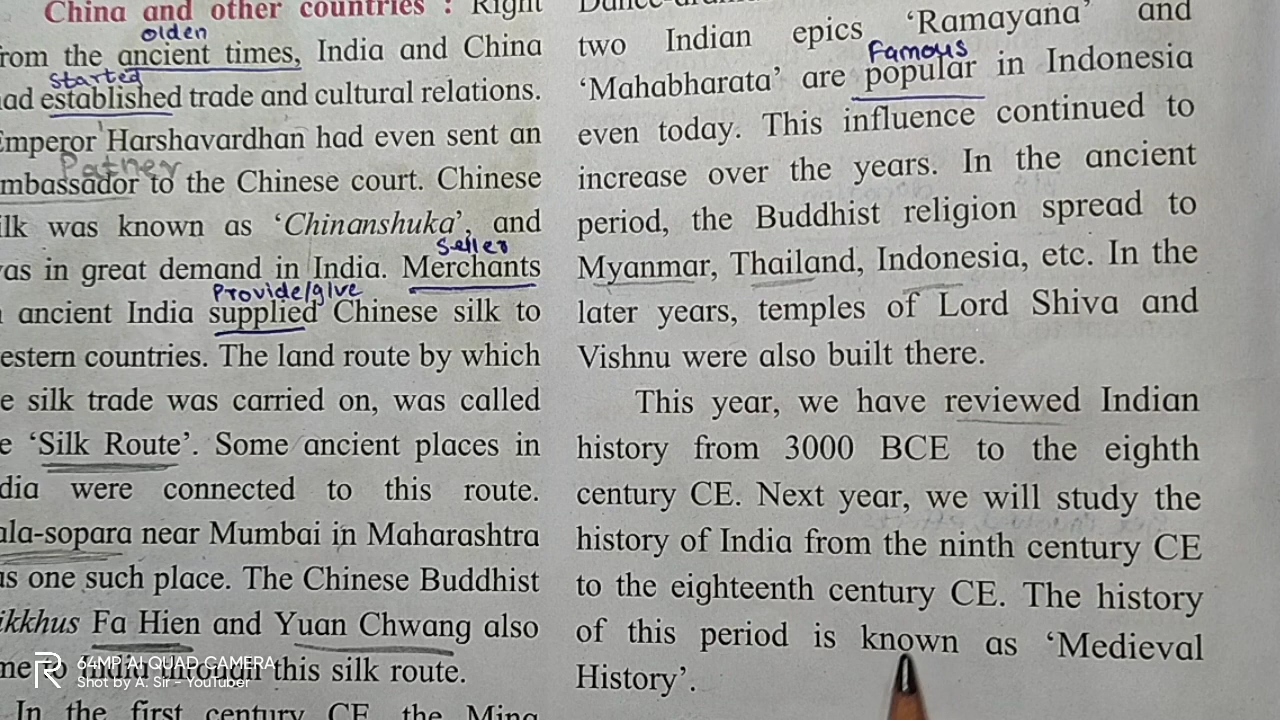 China and other countries : Right
from the ancient times, India and China
olden
had established trade and cultural relations.
started
Emperor Harshavardhan had even sent an
ambassador to the Chinese court. Chinese
Patner
silk was known as ‘Chinanshuka’, and
was in great demand in India. Merchants
Seller
ancient India supplied Chinese silk to
Provide/give
western countries. The land route by which
silk trade was carried on, was called
‘Silk Route’. Some ancient places in
India were connected to this route.
ala-sopara near Mumbai in Maharashtra
was one such place. The Chinese Buddhist
ikkhus Fa Hien and Yuan Chwang also
came to India through this silk route.
In the first century CE, the Ming
two Indian epics ‘Ramayana’ and
‘Mahabharata’ are popular in Indonesia
Famous
even today. This influence continued to
increase over the years. In the ancient
period, the Buddhist religion spread to
Myanmar, Thailand, Indonesia, etc. In the
later years, temples of Lord Shiva and
Vishnu were also built there.
This year, we have reviewed Indian
history from 3000 BCE to the eighth
century CE. Next year, we will study the
history of India from the ninth century CE
to the eighteenth century CE. The history
of this period is known as ‘Medieval
History’.
64MP AI QUAD CAMERA
Shot by A. Sir - YouTuber